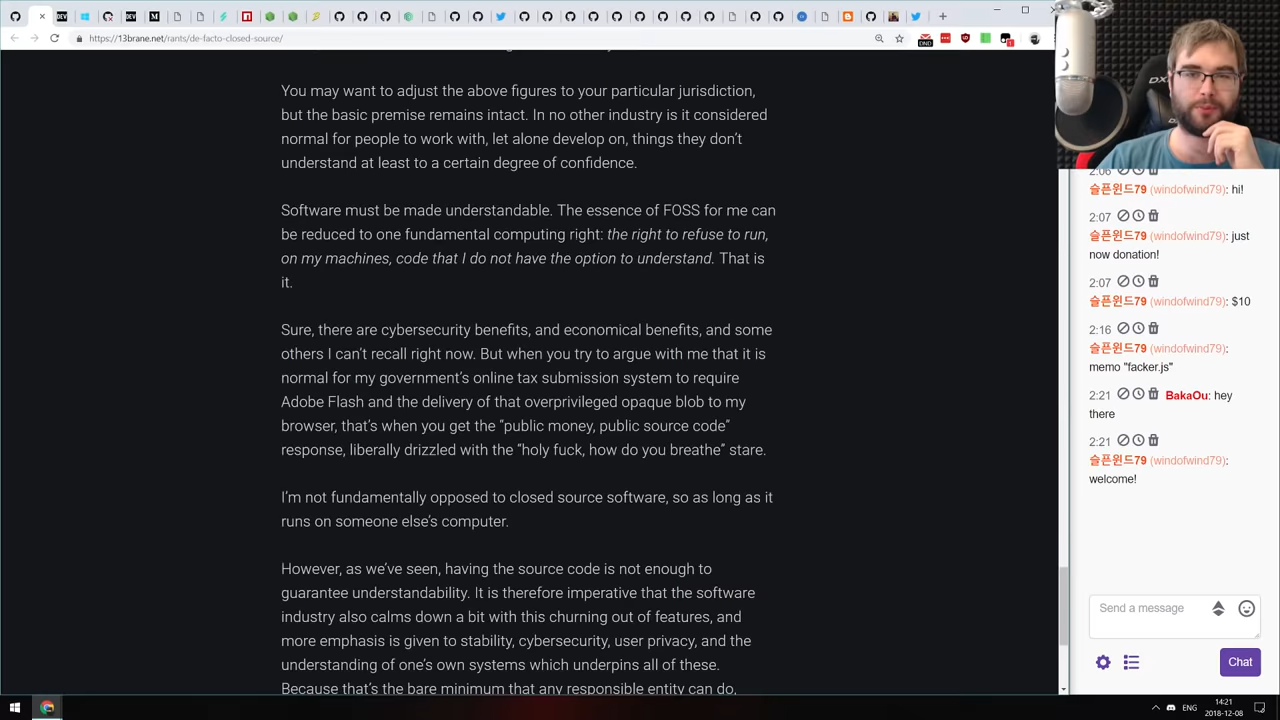 https://13brane.net/rants/de-facto-closed-source/
You may want to adjust the above figures to your particular jurisdiction,
but the basic premise remains intact. In no other industry is it considered
normal for people to work with, let alone develop on, things they don't
understand at least to a certain degree of confidence.
Software must be made understandable. The essence of FOSS for me can
be reduced to one fundamental computing right: the right to refuse to run,
on my machines, code that I do not have the option to understand. That is
it.
Sure, there are cybersecurity benefits, and economical benefits, and some
others I can't recall right now. But when you try to argue with me that it is
normal for my government's online tax submission system to require
Adobe Flash and the delivery of that overprivileged opaque blob to my
browser, that's when you get the “public money, public source code”
response, liberally drizzled with the “holy fuck, how do you breathe” stare.
I'm not fundamentally opposed to closed source software, so as long as it
runs on someone else's computer.
However, as we've seen, having the source code is not enough to
guarantee understandability. It is therefore imperative that the software
industry also calms down a bit with this churning out of features, and
more emphasis is given to stability, cybersecurity, user privacy, and the
understanding of one's own systems which underpins all of these.
Because that's the bare minimum that any responsible entity can do,
2:06
슬픈윈드79 (windofwind79): hi!
2:07
슬픈윈드79 (windofwind79): just
now donation!
2:07
슬픈윈드79 (windofwind79): $10
2:16
슬픈윈드79 (windofwind79):
memo "facker.js"
2:21 BakaOu: hey
there
2:21
슬픈윈드79 (windofwind79):
welcome!
Send a message
Chat
ENG
14:21
2018-12-08